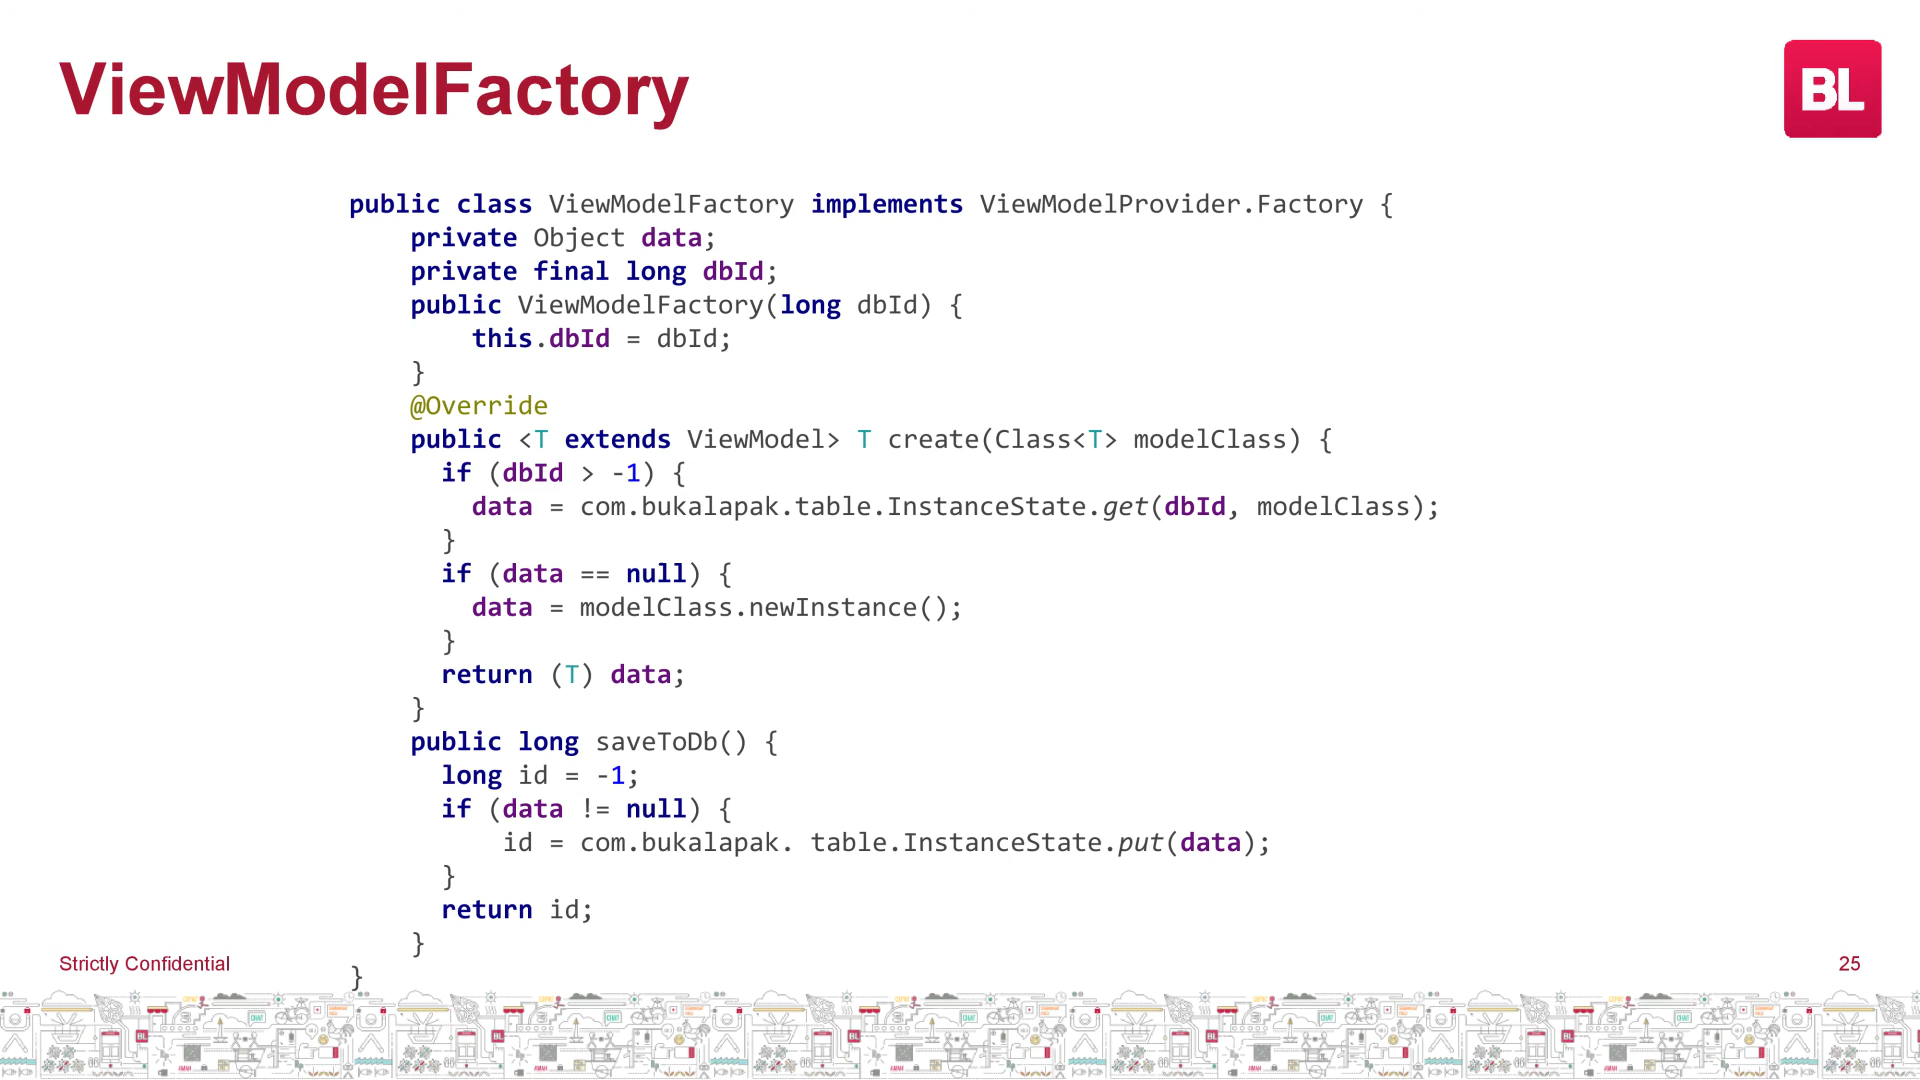 ViewModelFactory
BL
public class ViewModelFactory implements ViewModelProvider.Factory {
    private Object data;
    private final long dbId;
    public ViewModelFactory(long dbId) {
        this.dbId = dbId;
    }
    @Override
    public <T extends ViewModel> T create(Class<T> modelClass) {
      if (dbId > -1) {
        data = com.bukalapak.table.InstanceState.get(dbId, modelClass);
      }
      if (data == null) {
        data = modelClass.newInstance();
      }
      return (T) data;
    }
    public long saveToDb() {
      long id = -1;
      if (data != null) {
          id = com.bukalapak. table.InstanceState.put(data);
      }
      return id;
    }
}
Strictly Confidential
25